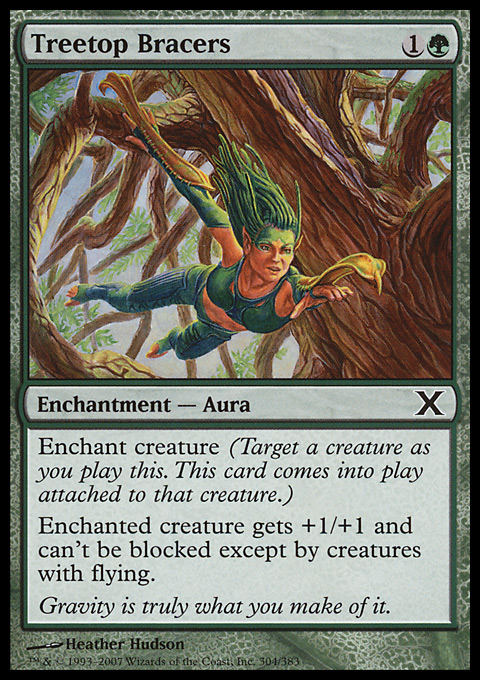 Treetop Bracers 1
Enchantment — Aura X
Enchant creature (Target a creature as
you play this. This card comes into play
attached to that creature.)
Enchanted creature gets +1/+1 and
can't be blocked except by creatures
with flying.
Gravity is truly what you make of it.
Heather Hudson
™ & © 1993–2007 Wizards of the Coast, Inc. 304/383